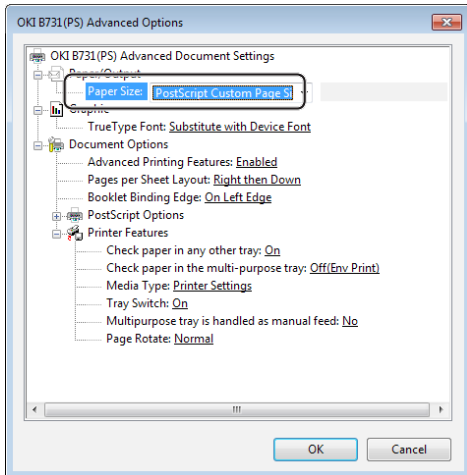 OKI B731(PS) Advanced Options
OKI B731(PS) Advanced Document Settings
Paper/Output
Paper Size: PostScript Custom Page Si
Graphic
TrueType Font: Substitute with Device Font
Document Options
Advanced Printing Features: Enabled
Pages per Sheet Layout: Right then Down
Booklet Binding Edge: On Left Edge
PostScript Options
Printer Features
Check paper in any other tray: On
Check paper in the multi-purpose tray: Off(Env Print)
Media Type: Printer Settings
Tray Switch: On
Multipurpose tray is handled as manual feed: No
Page Rotate: Normal
OK Cancel